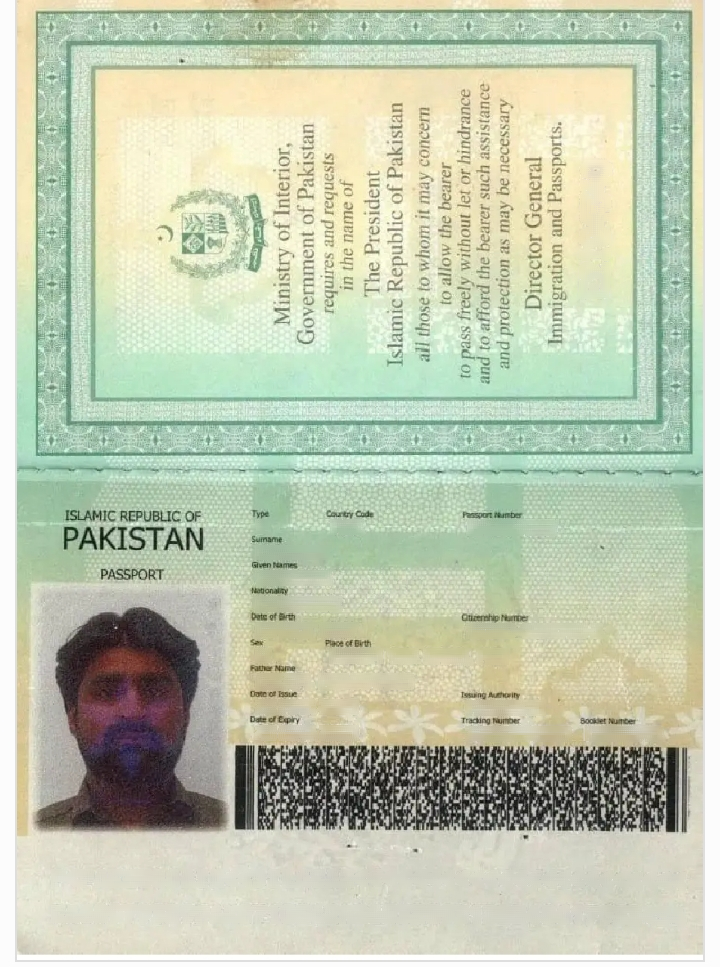 Ministry of Interior,
Government of Pakistan
requires and requests
in the name of
The President
Islamic Republic of Pakistan
all those to whom it may concern
to allow the bearer
to pass freely without let or hindrance
and to afford the bearer such assistance
and protection as may be necessary
Director General
Immigration and Passports.
ISLAMIC REPUBLIC OF
PAKISTAN
PASSPORT
Type Country Code Passport Number
Surname
Given Names
Nationality
Date of Birth Citizenship Number
Sex Place of Birth
Father Name
Date of Issue Issuing Authority
Date of Expiry Tracking Number Booklet Number